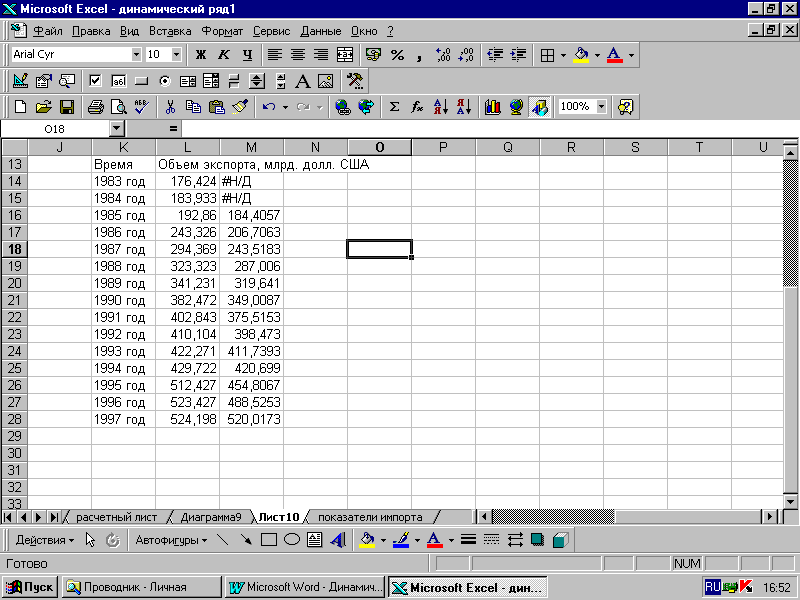 Microsoft Excel - динамический ряд1
Файл Правка Вид Вставка Формат Сервис Данные Окно ?
Arial Cyr 10 Ж К Ч % ,
100%
O18 =
J K L M N O P Q R S T U
13 Время Объем экспорта, млрд. долл. США
14 1983 год 176,424 #Н/Д
15 1984 год 183,933 #Н/Д
16 1985 год 192,86 184,4057
17 1986 год 243,326 206,7063
18 1987 год 294,369 243,5183
19 1988 год 323,323 287,006
20 1989 год 341,231 319,641
21 1990 год 382,472 349,0087
22 1991 год 402,843 375,5153
23 1992 год 410,104 398,473
24 1993 год 422,271 411,7393
25 1994 год 429,722 420,699
26 1995 год 512,427 454,8067
27 1996 год 523,427 488,5253
28 1997 год 524,198 520,0173
29
30
31
32
33
расчетный лист Диаграмма9 Лист10 показатели импорта
Действия Автофигуры
Готово NUM
Пуск Проводник - Личная Microsoft Word - Динамич... Microsoft Excel - дин... RU 16:52